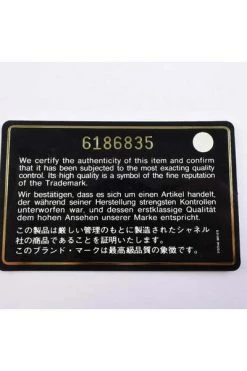 6186835
We certify the authenticity of this item and confirm
that it has been subjected to the most exacting quality
control. Its high quality is a symbol of the fine reputation
of the Trademark.
Wir bestätigen, dass es sich um einen Artikel handelt,
der während seiner Herstellung strengsten Kontrollen
unterworfen war, und dessen erstklassige Qualität
dem hohen Ansehen unserer Marke entspricht.
この製品は厳しい管理のもとに製造されたシャネル
社の商品であることを証明いたします。
このブランド・マークは最高級品質の象徴です。